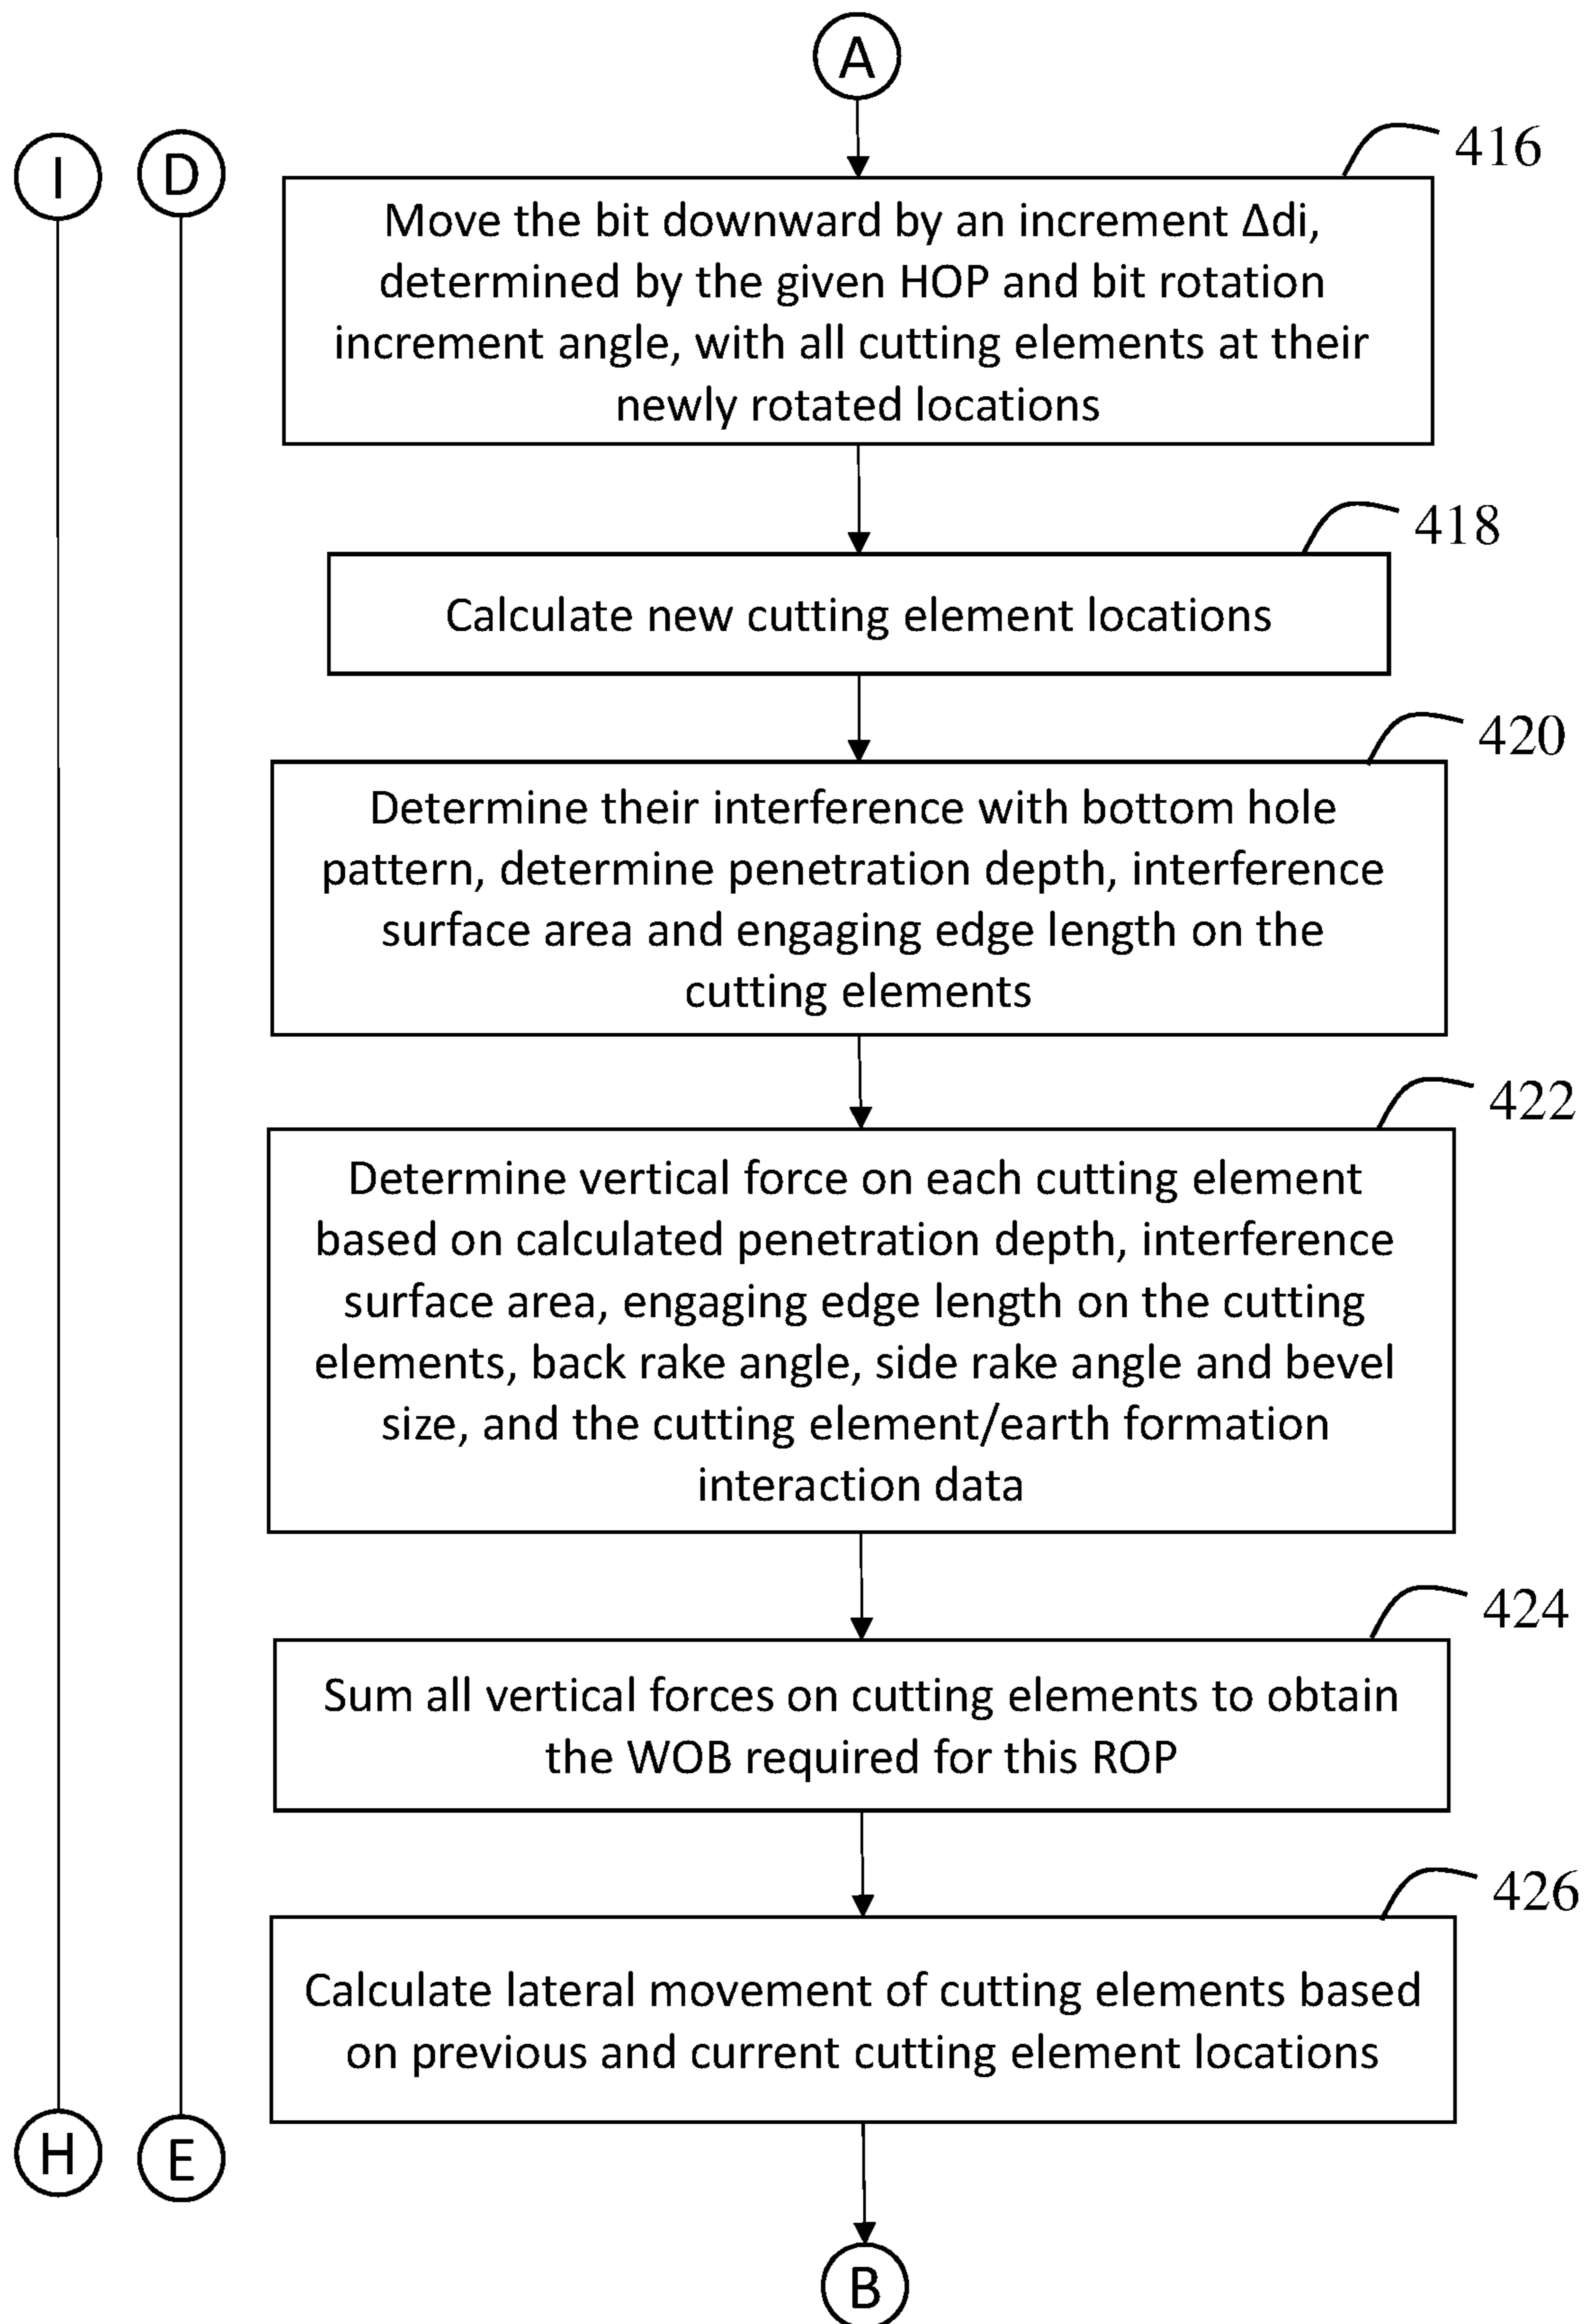 A
I
D
416
Move the bit downward by an increment Δdi,
determined by the given HOP and bit rotation
increment angle, with all cutting elements at their
newly rotated locations
418
Calculate new cutting element locations
420
Determine their interference with bottom hole
pattern, determine penetration depth, interference
surface area and engaging edge length on the
cutting elements
422
Determine vertical force on each cutting element
based on calculated penetration depth, interference
surface area, engaging edge length on the cutting
elements, back rake angle, side rake angle and bevel
size, and the cutting element/earth formation
interaction data
424
Sum all vertical forces on cutting elements to obtain
the WOB required for this ROP
426
Calculate lateral movement of cutting elements based
on previous and current cutting element locations
H
E
B